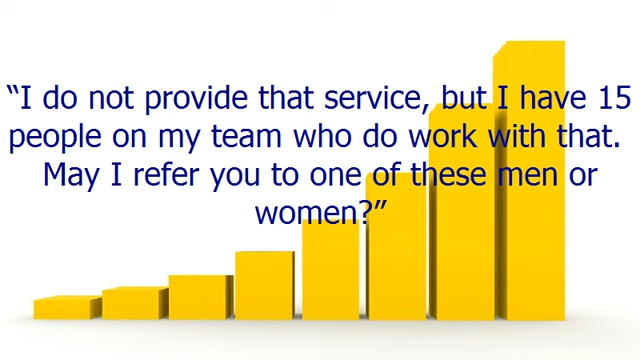 “I do not provide that service, but I have 15
people on my team who do work with that.
May I refer you to one of these men or
women?”